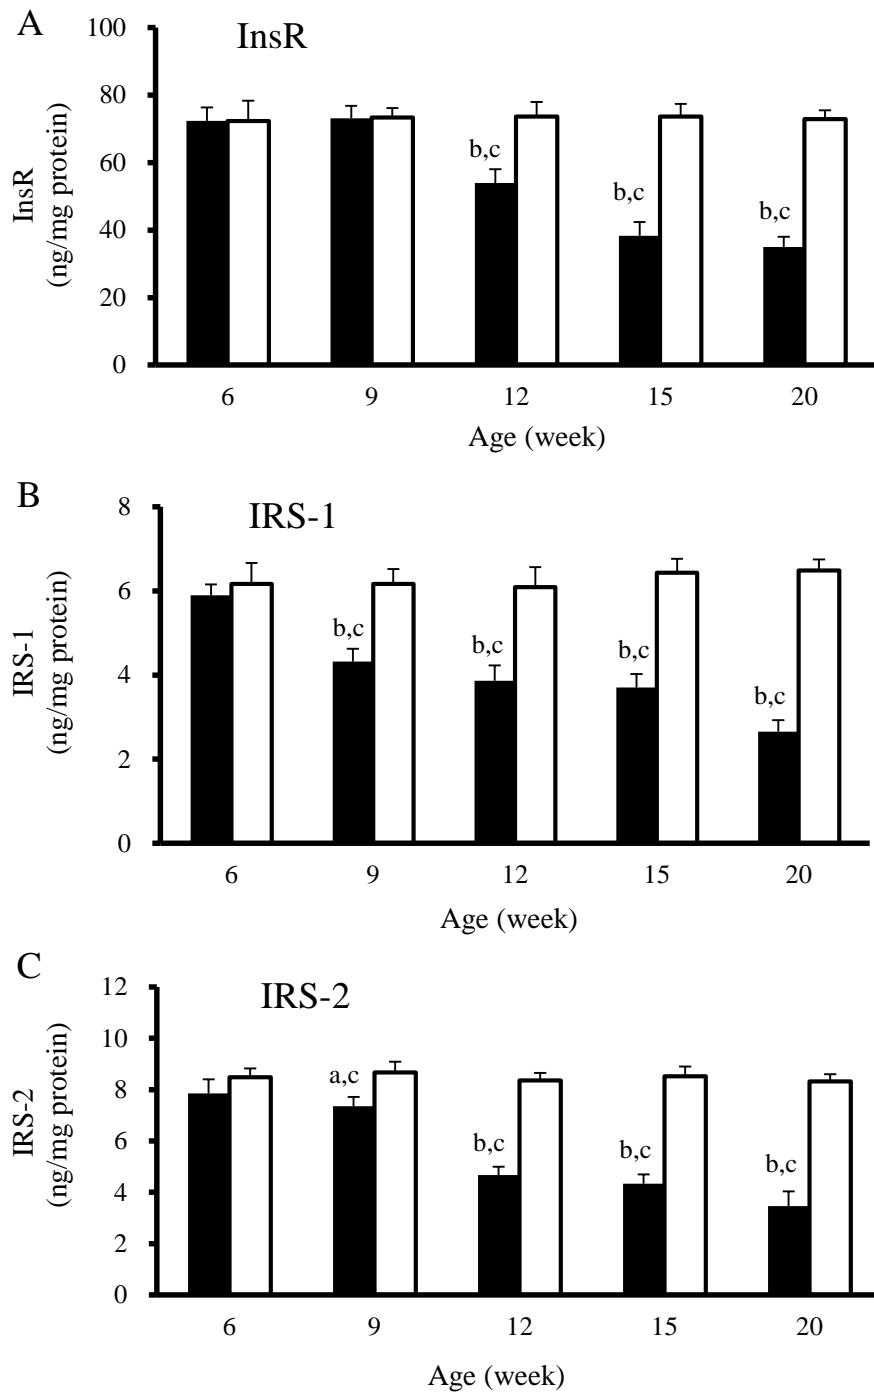 A
InsR
InsR
(ng/mg protein)
100
80
60
40
20
0
b,c
b,c
b,c
6 9 12 15 20
Age (week)
B
IRS-1
IRS-1
(ng/mg protein)
8
6
4
2
0
b,c
b,c
b,c
b,c
6 9 12 15 20
Age (week)
C
IRS-2
IRS-2
(ng/mg protein)
12
10
8
6
4
2
0
a,c
b,c
b,c
b,c
6 9 12 15 20
Age (week)